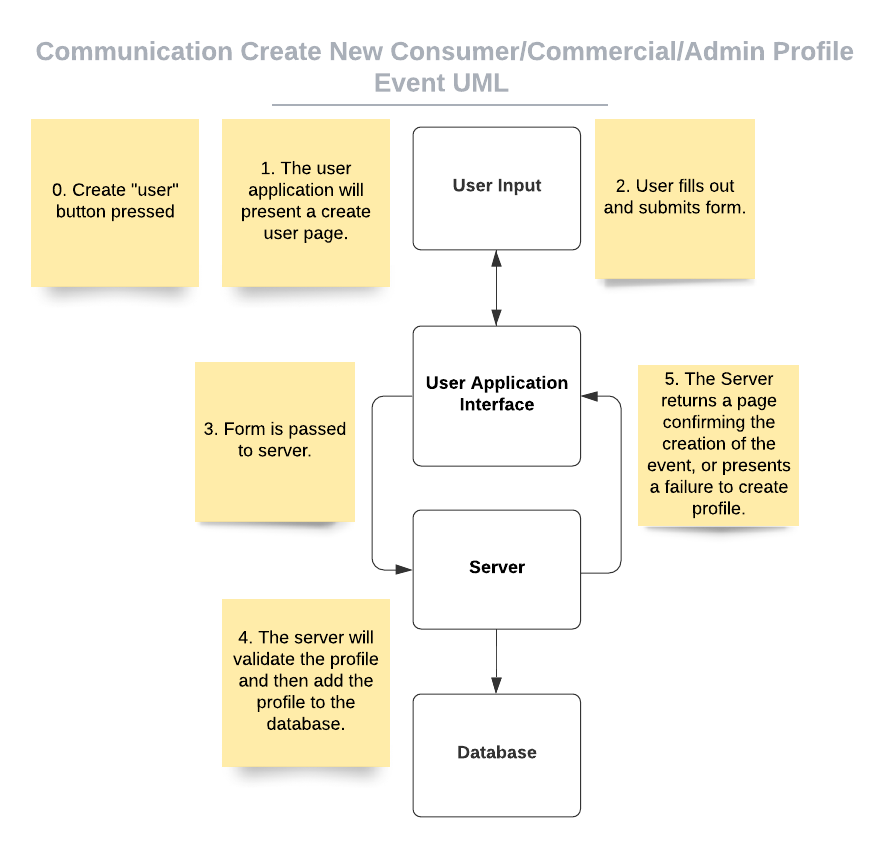 Communication Create New Consumer/Commercial/Admin Profile
Event UML
0. Create "user"
button pressed
1. The user
application will
present a create
user page.
User Input
2. User fills out
and submits form.
User Application
Interface
3. Form is passed
to server.
5. The Server
returns a page
confirming the
creation of the
event, or presents
a failure to create
profile.
Server
4. The server will
validate the profile
and then add the
profile to the
database.
Database